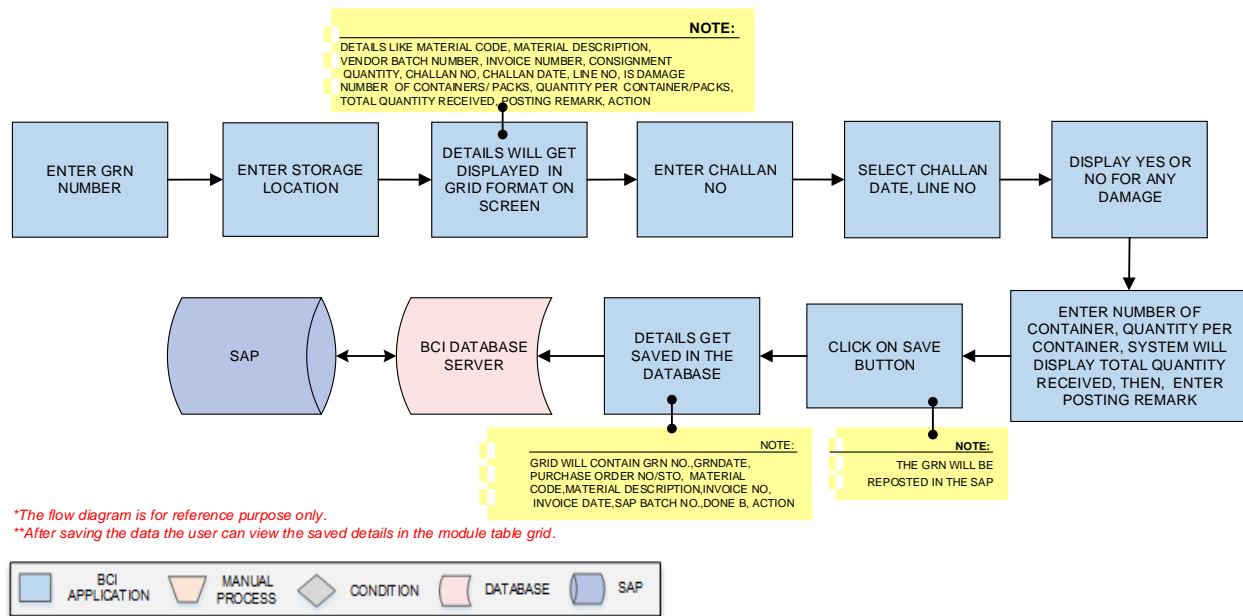 NOTE:
DETAILS LIKE MATERIAL CODE, MATERIAL DESCRIPTION,
VENDOR BATCH NUMBER, INVOICE NUMBER, CONSIGNMENT
QUANTITY, CHALLAN NO, CHALLAN DATE, LINE NO, IS DAMAGE
NUMBER OF CONTAINERS/ PACKS, QUANTITY PER CONTAINER/PACKS,
TOTAL QUANTITY RECEIVED, POSTING REMARK, ACTION
ENTER GRN
NUMBER
ENTER STORAGE
LOCATION
DETAILS WILL GET
DISPLAYED IN
GRID FORMAT ON
SCREEN
ENTER CHALLAN
NO
SELECT CHALLAN
DATE, LINE NO
DISPLAY YES OR
NO FOR ANY
DAMAGE
SAP
BCI DATABASE
SERVER
DETAILS GET
SAVED IN THE
DATABASE
CLICK ON SAVE
BUTTON
ENTER NUMBER OF
CONTAINER, QUANTITY PER
CONTAINER, SYSTEM WILL
DISPLAY TOTAL QUANTITY
RECEIVED, THEN, ENTER
POSTING REMARK
NOTE:
GRID WILL CONTAIN GRN NO.,GRNDATE,
PURCHASE ORDER NO/STO, MATERIAL
CODE,MATERIAL DESCRIPTION,INVOICE NO,
INVOICE DATE,SAP BATCH NO.,DONE B, ACTION
NOTE:
THE GRN WILL BE
REPOSTED IN THE SAP
*The flow diagram is for reference purpose only.
**After saving the data the user can view the saved details in the module table grid.
BCI
APPLICATION
MANUAL
PROCESS
CONDITION
DATABASE
SAP